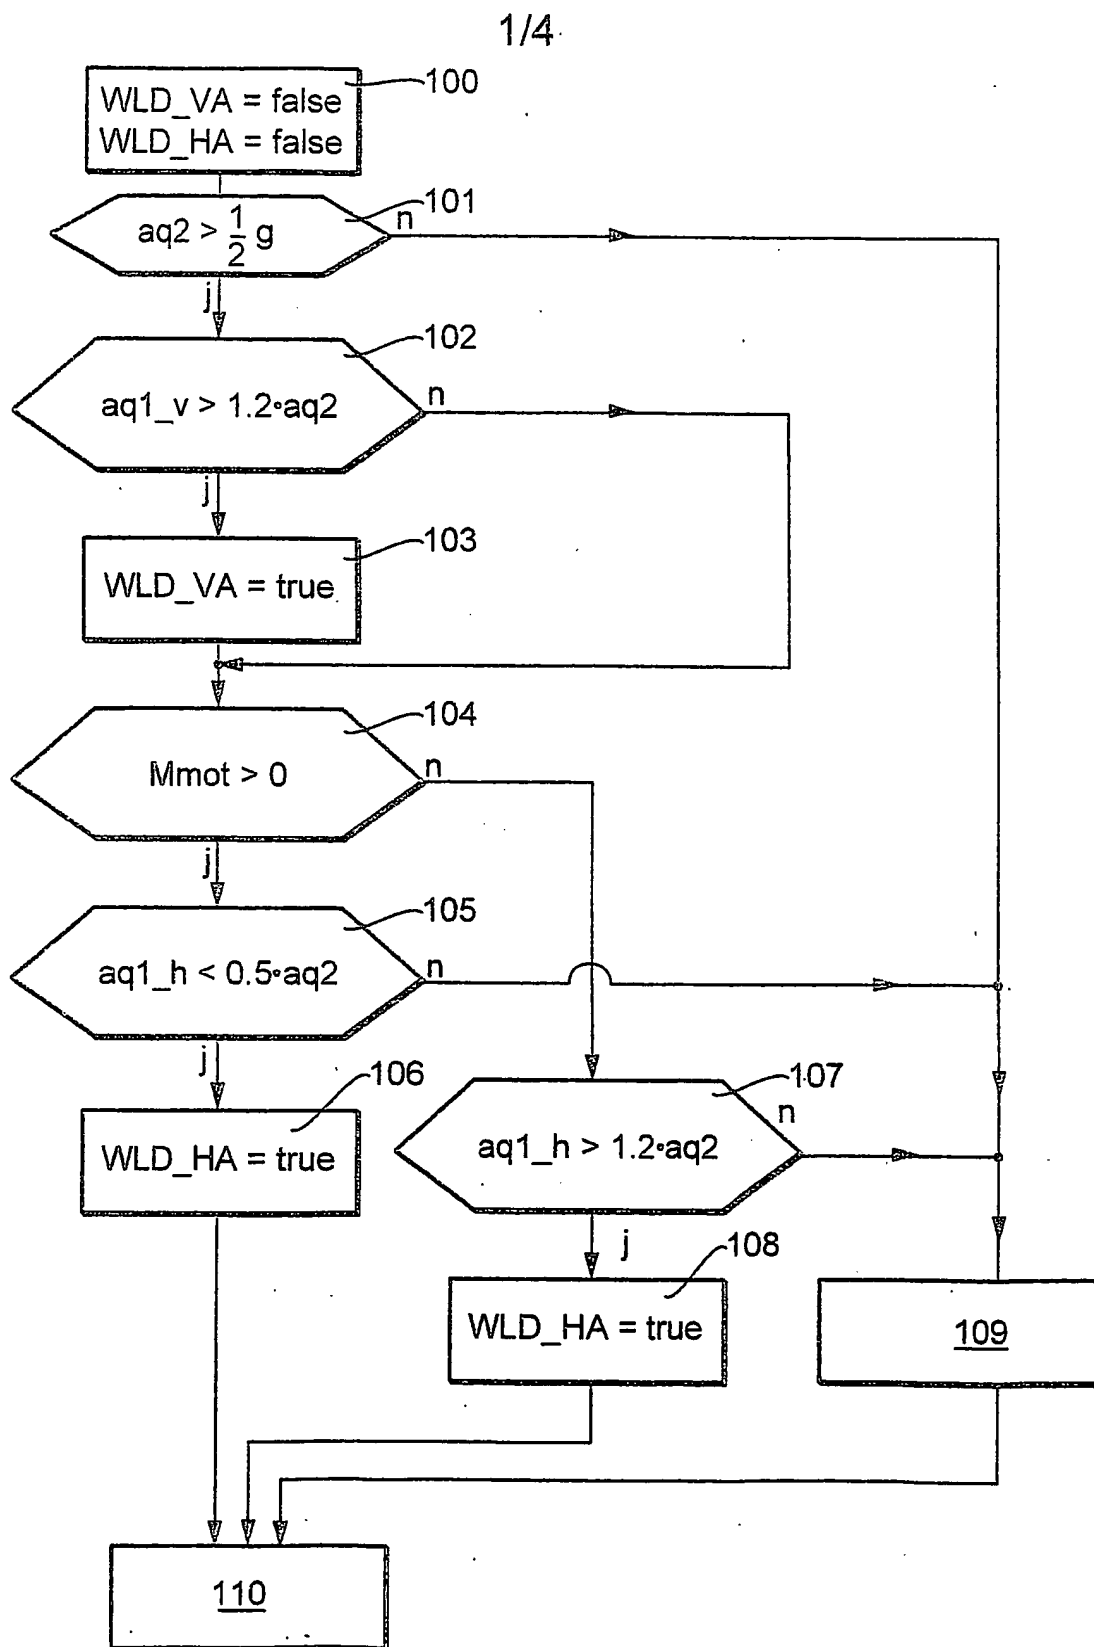 1/4
100
WLD_VA = false
WLD_HA = false
101
aq2 > 1/2 g
n
j
102
aq1_v > 1.2•aq2
n
j
103
WLD_VA = true
104
Mmot > 0
n
j
105
aq1_h < 0.5•aq2
n
j
106
WLD_HA = true
107
n
aq1_h > 1.2•aq2
j
108
WLD_HA = true
109
110